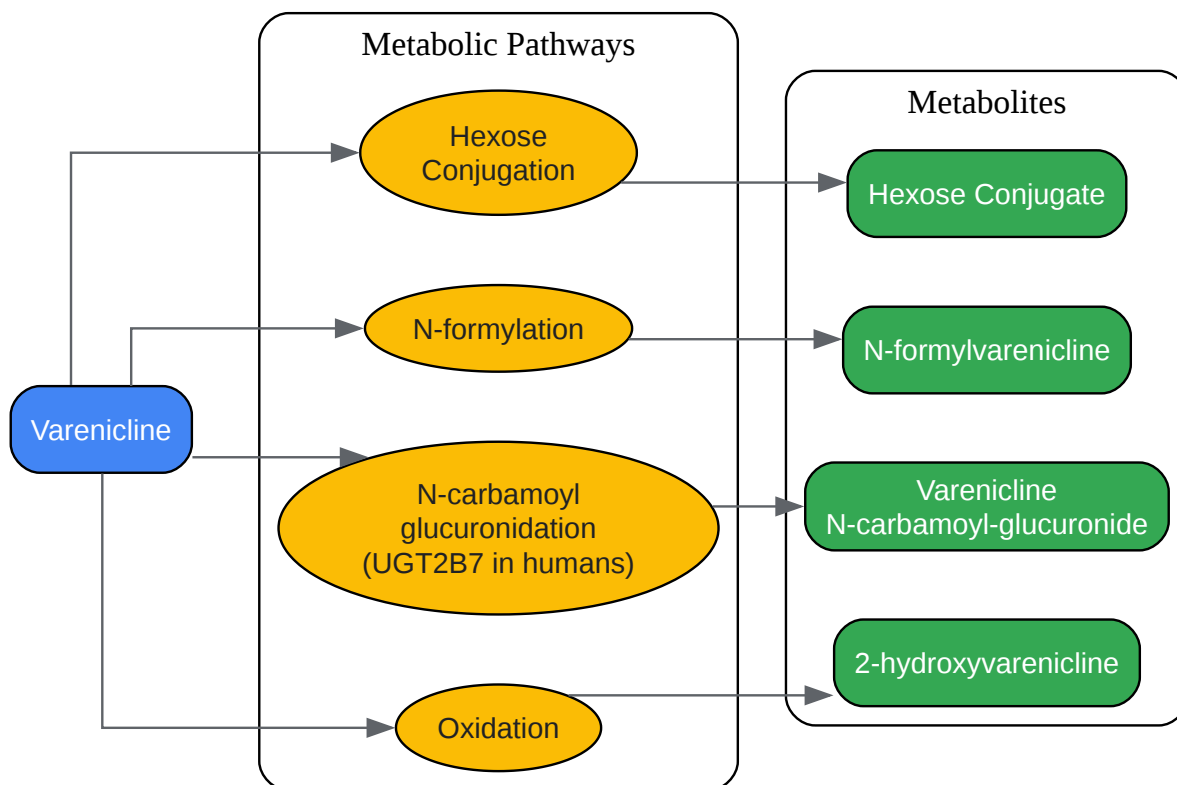 Metabolic Pathways
Metabolites
Hexose
Conjugation
Hexose Conjugate
N-formylation
N-formylvarenicline
Varenicline
N-carbamoyl
glucuronidation
(UGT2B7 in humans)
Varenicline
N-carbamoyl-glucuronide
Oxidation
2-hydroxyvarenicline